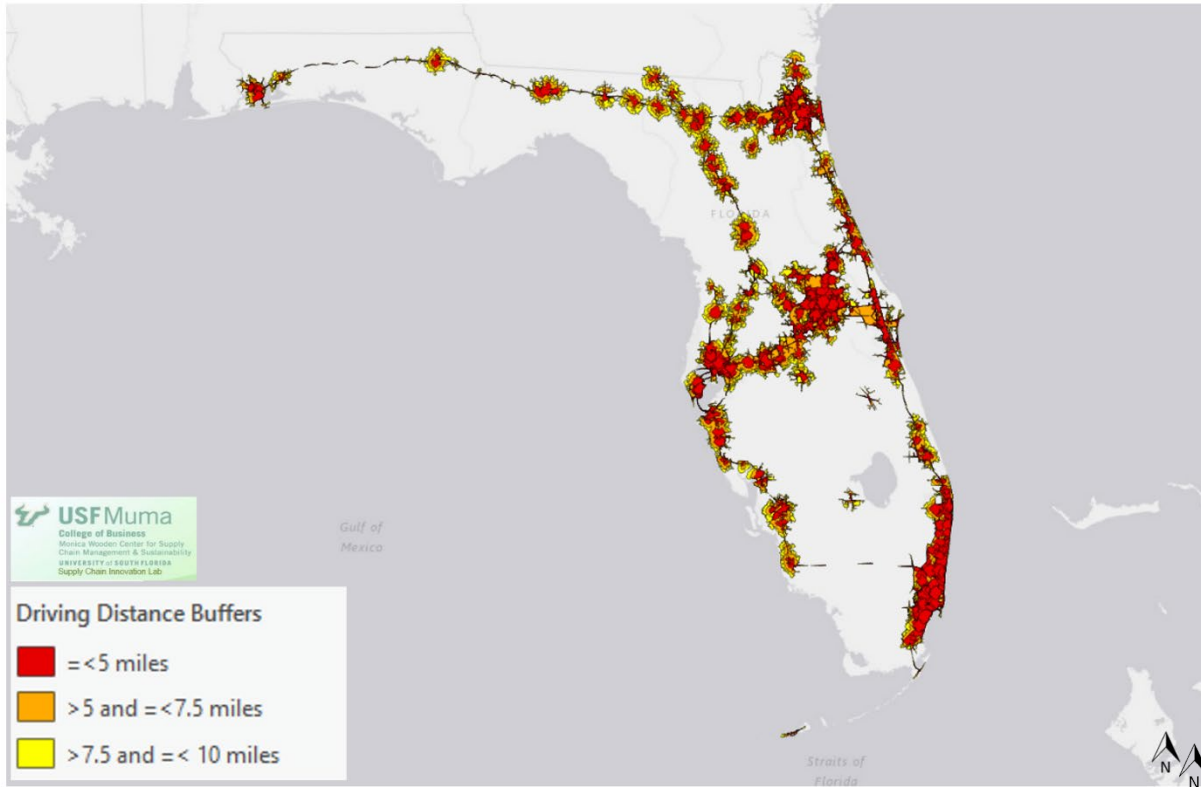 FLORIDA
Gulf of
Mexico
USF Muma
College of Business
Monica Wooden Center for Supply
Chain Management & Sustainability
UNIVERSITY of SOUTH FLORIDA
Supply Chain Innovation Lab
Driving Distance Buffers
=<5 miles
>5 and =<7.5 miles
>7.5 and =< 10 miles
Straits of
Florida
N
N